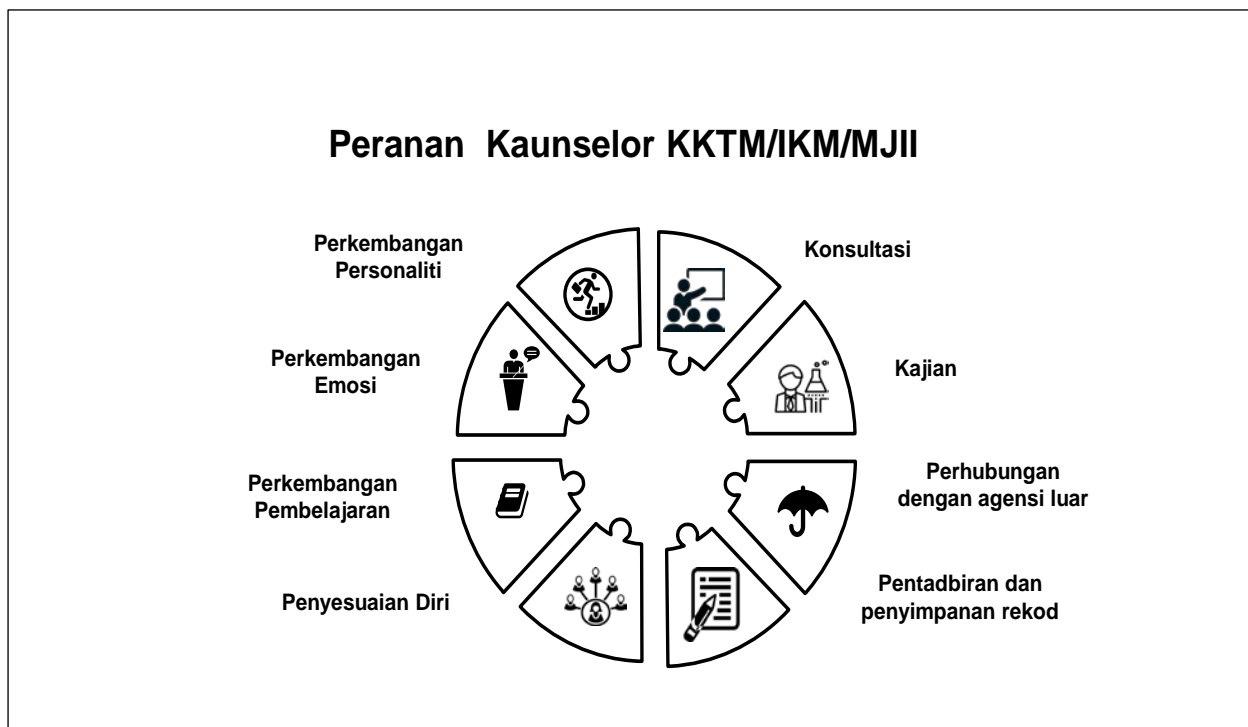 Peranan Kaunselor KKTM/IKM/MJII
Perkembangan
Personaliti
Konsultasi
Perkembangan
Emosi
Kajian
Perkembangan
Pembelajaran
Perhubungan
dengan agensi luar
Penyesuaian Diri
Pentadbiran dan
penyimpanan rekod